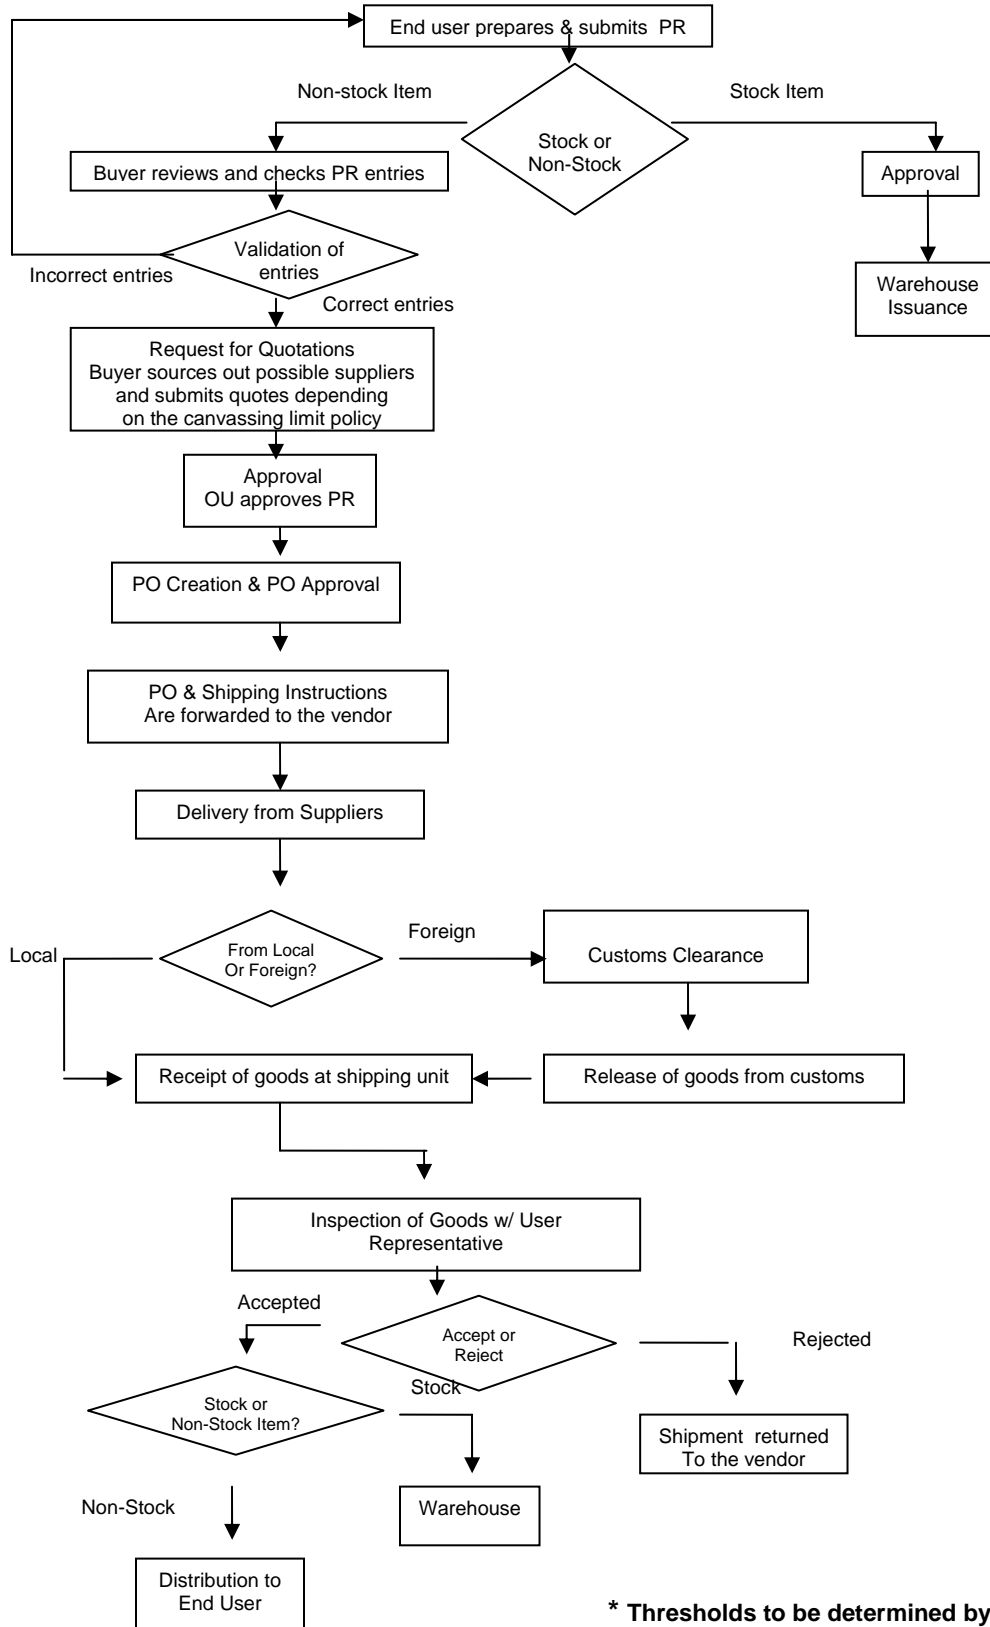 End user prepares & submits PR
Non-stock Item
Stock Item
Stock or
Non-Stock
Buyer reviews and checks PR entries
Approval
Validation of
entries
Incorrect entries
Correct entries
Warehouse
Issuance
Request for Quotations
Buyer sources out possible suppliers
and submits quotes depending
on the canvassing limit policy
Approval
OU approves PR
PO Creation & PO Approval
PO & Shipping Instructions
Are forwarded to the vendor
Delivery from Suppliers
Local
From Local
Or Foreign?
Foreign
Customs Clearance
Receipt of goods at shipping unit
Release of goods from customs
Inspection of Goods w/ User
Representative
Accepted
Accept or
Reject
Rejected
Stock or
Non-Stock Item?
Stock
Shipment returned
To the vendor
Non-Stock
Warehouse
Distribution to
End User
* Thresholds to be determined by